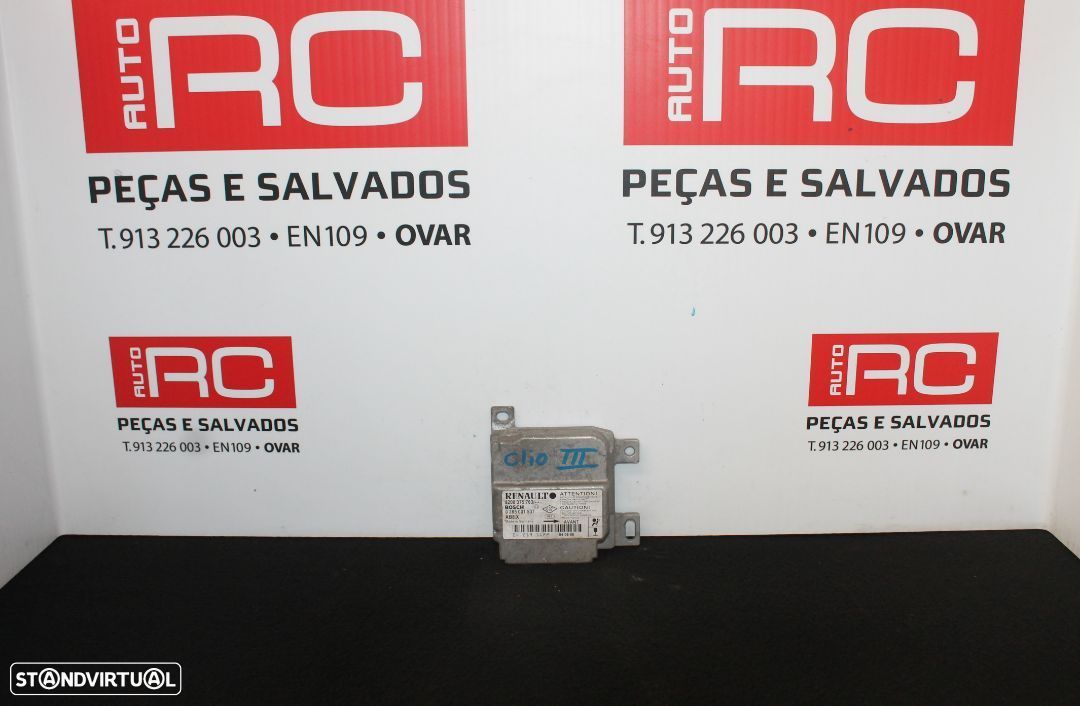 AUTO RC
PEÇAS E SALVADOS
T. 913 226 003 • EN109 • OVAR
AUTO RC
PEÇAS E SALVADOS
T. 913 226 003 • EN109 • OVAR
AUTO RC
PEÇAS E SALVADOS
T. 913 226 003 • EN109 • OVAR
AUTO RC
PEÇAS E SALVADOS
T. 913 226 003 • EN109 • OVAR
Clio III
RENAULT
BOSCH
ATTENTION!
CAUTION!
AVANT
STANDVIRTUAL